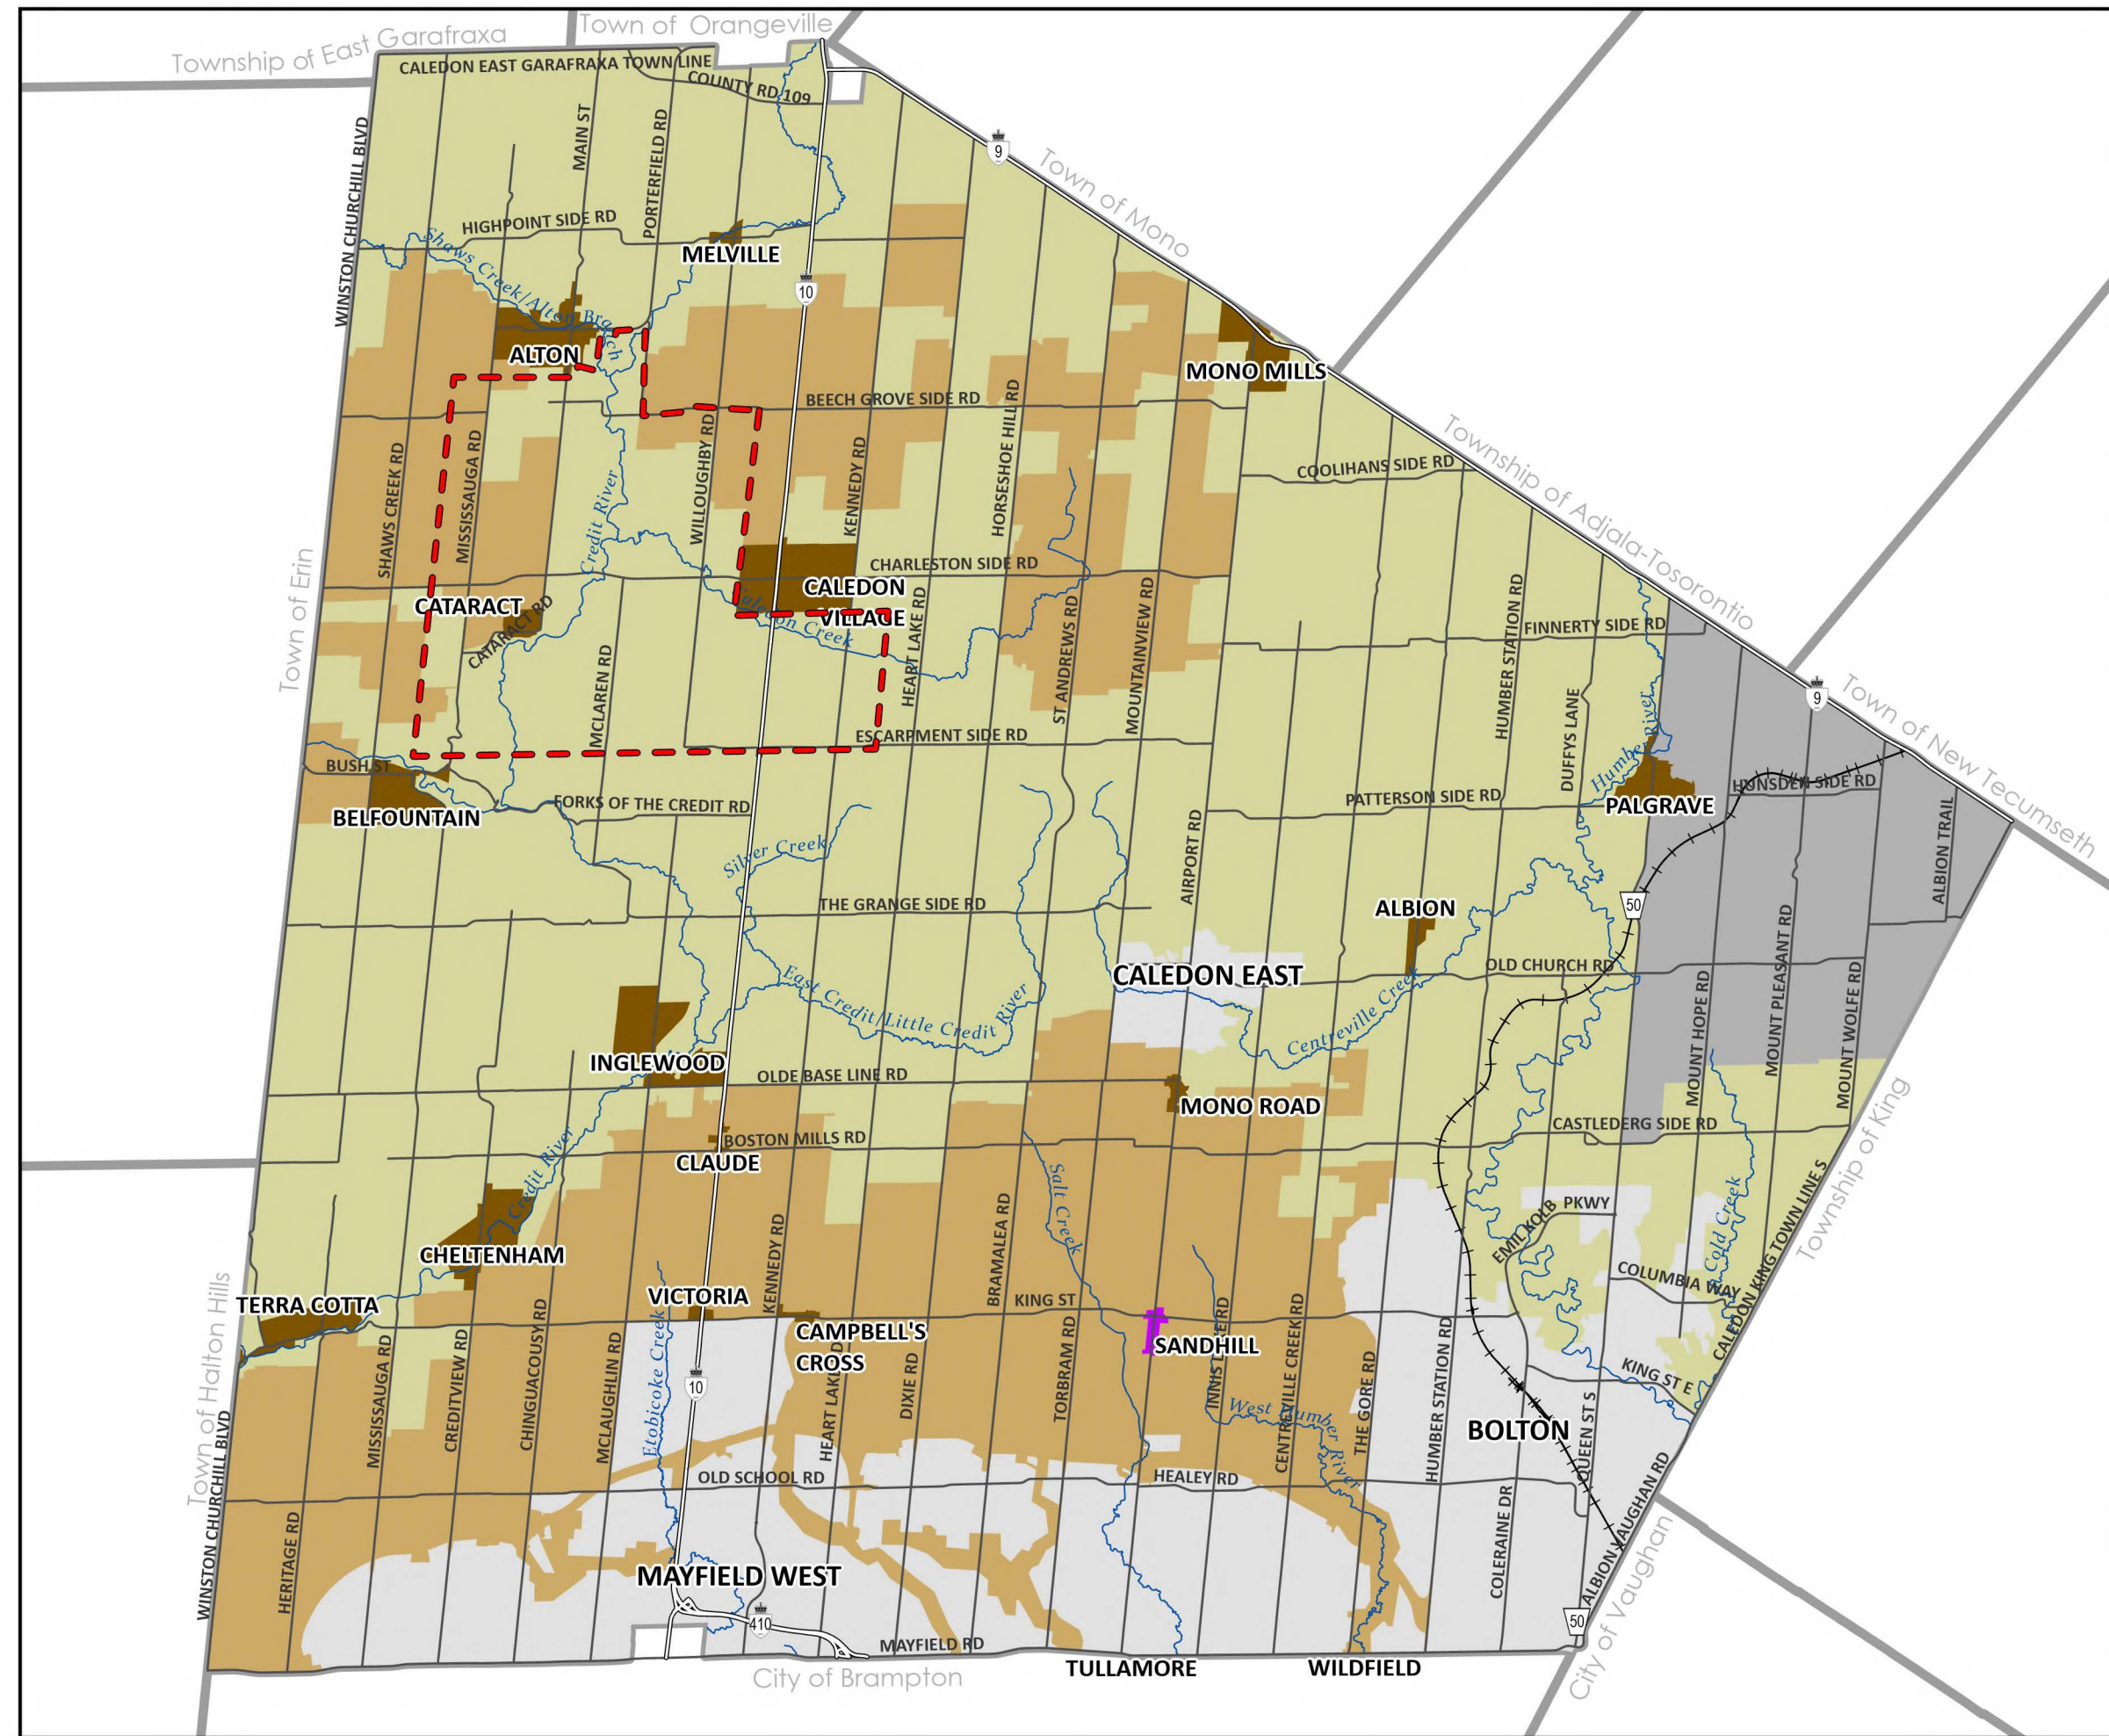 Town of Orangeville
Township of East Garafraxa
CALEDON EAST GARAFRAXA TOWN LINE
COUNTY RD 109
WINSTON CHURCHILL BLVD
MAIN ST
PORTERFIELD RD
9
Town of Mono
HIGHPOINT SIDE RD
Shaws Creek/Alton Branch
MELVILLE
10
ALTON
MONO MILLS
BEECH GROVE SIDE RD
HORSESHOE HILL RD
SHAWS CREEK RD
MISSISSAUGA RD
WILLOUGHBY RD
KENNEDY RD
COOLIHANS SIDE RD
Township of Adjala-Tosorontio
Credit River
Town of Erin
CHARLESTON SIDE RD
CALEDON
VILLAGE
Caledon Creek
CATARACT
CATARACT RD
HEART LAKE RD
ST ANDREWS RD
MOUNTAINVIEW RD
HUMBER STATION RD
FINNERTY SIDE RD
DUFFYS LANE
Humber River
9
Town of New Tecumseth
MCLAREN RD
ESCARPMENT SIDE RD
BUSH ST
BELFOUNTAIN
FORKS OF THE CREDIT RD
PATTERSON SIDE RD
PALGRAVE
HUNSDEN SIDE RD
ALBION TRAIL
Silver Creek
AIRPORT RD
THE GRANGE SIDE RD
ALBION
50
CALEDON EAST
OLD CHURCH RD
East Credit/Little Credit River
Centreville Creek
MOUNT HOPE RD
MOUNT PLEASANT RD
MOUNT WOLFE RD
INGLEWOOD
OLDE BASE LINE RD
MONO ROAD
CASTLEDERG SIDE RD
Township of King
BOSTON MILLS RD
CLAUDE
Credit River
Salt Creek
CHELTENHAM
EMIL KOLB
PKWY
Cold Creek
COLUMBIA WAY
CALEDON KING TOWN LINE S
Town of Halton Hills
TERRA COTTA
VICTORIA
KENNEDY RD
BRAMALEA RD
KING ST
CAMPBELL'S
CROSS
SANDHILL
INNIS LAKE RD
CENTREVILLE CREEK RD
KING ST E
MISSISSAUGA RD
CREDITVIEW RD
CHINGUACOUSY RD
MCLAUGHLIN RD
Etobicoke Creek
10
HEART LAKE RD
DIXIE RD
TORBRAM RD
West Humber River
THE GORE RD
HUMBER STATION RD
BOLTON
QUEEN ST S
WINSTON CHURCHILL BLVD
OLD SCHOOL RD
HEALEY RD
HERITAGE RD
COLERAINE DR
ALBION VAUGHAN RD
City of Vaughan
MAYFIELD WEST
410
50
MAYFIELD RD
City of Brampton
TULLAMORE
WILDFIELD